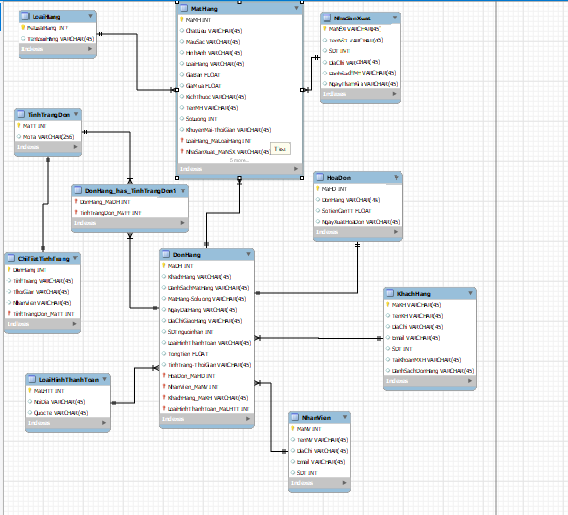 LoaiHang
MaLoaiHang INT
TenLoaiHang VARCHAR(45)
Indexes
MatHang
MaMH INT
ChatLieu VARCHAR(45)
MauSac VARCHAR(45)
HinhAnh VARCHAR(45)
LoaiHang VARCHAR(45)
GiaBan FLOAT
GiaMua FLOAT
KichThuoc VARCHAR(45)
TenMH VARCHAR(45)
SoLuong INT
KhuyenMai-ThoiGian VARCHAR(45)
LoaiHang_MaLoaiHang INT
NhaSanXuat_MaNSX VARCHAR(45)
5 more...
Indexes
NhaSanXuat
MaNSX VARCHAR(45)
TenNSX VARCHAR(45)
SDT INT
DiaChi VARCHAR(45)
DanhSachMH VARCHAR(45)
Indexes
TinhTrangDon
MaTT INT
MoTa VARCHAR(256)
Indexes
DonHang_has_TinhTrangDon1
DonHang_MaDH INT
TinhTrangDon_MaTT INT
Indexes
HoaDon
MaHD INT
DonHang VARCHAR(45)
SoTienCanTT FLOAT
NgayXuatHoaDon VARCHAR(45)
Indexes
ChiTietTinhTrang
DonHang INT
TinhTrang VARCHAR(45)
ThoiGian VARCHAR(45)
NhanVien VARCHAR(45)
TinhTrangDon_MaTT INT
Indexes
DonHang
MaDH INT
KhachHang VARCHAR(45)
DanhSachMatHang VARCHAR(45)
MatHang-SoLuong VARCHAR(45)
NgayDatHang VARCHAR(45)
DiaChiGiaoHang VARCHAR(45)
SDTnguoinhan INT
LoaiHinhThanhToan VARCHAR(45)
TongTien FLOAT
TinhTrang-ThoiGian VARCHAR(45)
HoaDon_MaHD INT
NhanVien_MaNV INT
KhachHang_MaKH VARCHAR(45)
LoaiHinhThanhToan_MaLHTT INT
Indexes
KhachHang
MaKH VARCHAR(45)
TenKH VARCHAR(45)
DiaChi VARCHAR(45)
Email VARCHAR(45)
SDT INT
TaiKhoanMXH VARCHAR(45)
DanhSachDonHang VARCHAR(45)
Indexes
LoaiHinhThanhToan
MaLHTT INT
NoiDia VARCHAR(45)
QuocTe VARCHAR(45)
Indexes
NhanVien
MaNV INT
TenNV VARCHAR(45)
DiaChi VARCHAR(45)
Email VARCHAR(45)
SDT INT
Indexes